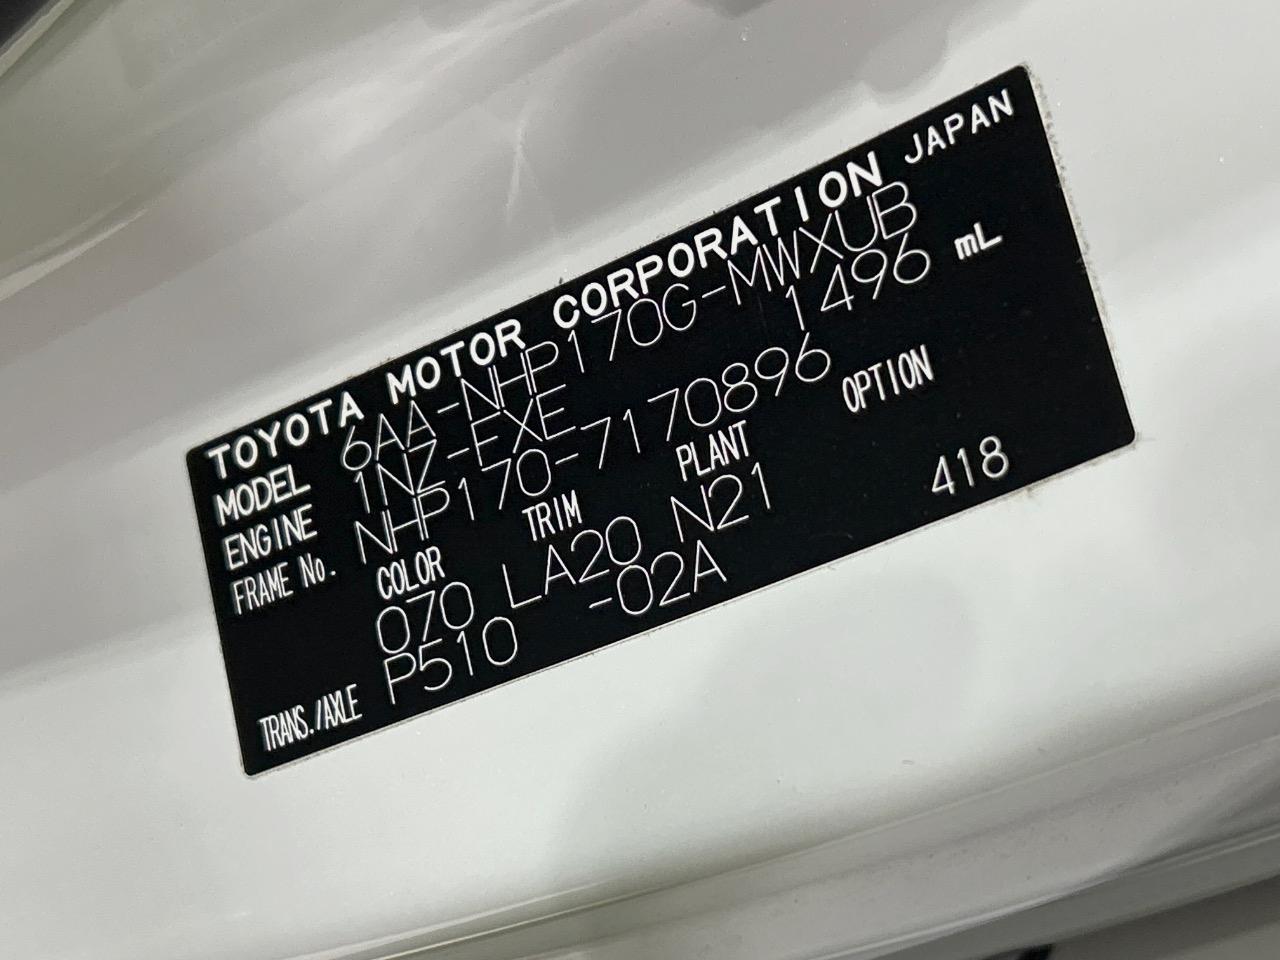 TOYOTA MOTOR CORPORATION JAPAN
MODEL 6AA-NHP170G-MWXUB
ENGINE 1NZ-FXE 1496 mL
FRAME No. NHP170-7170896
COLOR TRIM PLANT OPTION
070 LA20 N21 418
TRANS./AXLE P510 -02A